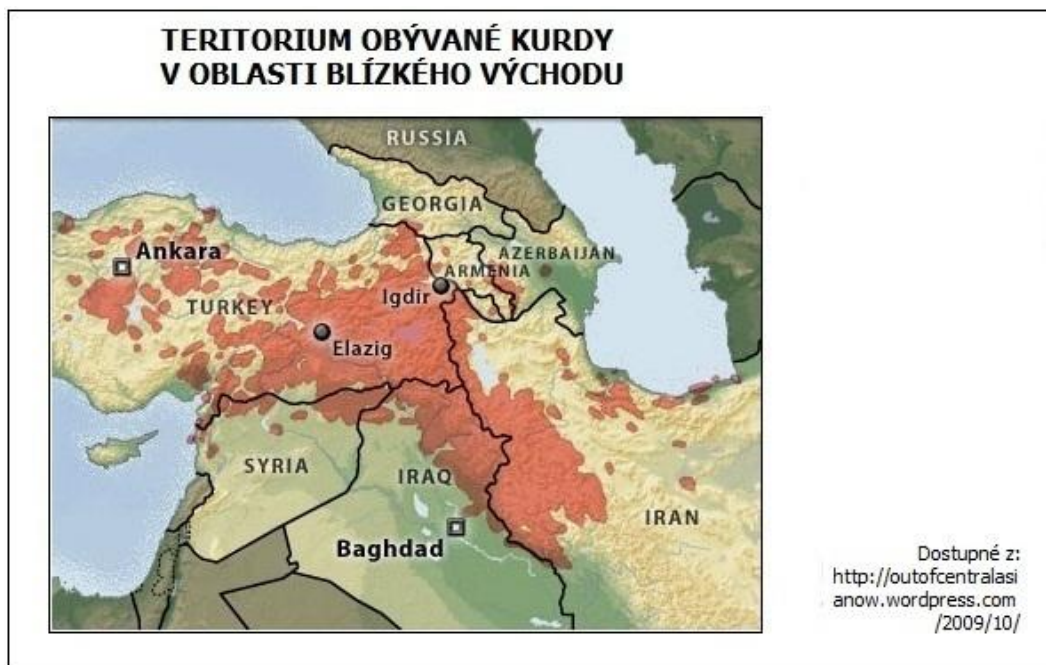 TERITORIUM OBÝVANÉ KURDY
V OBLASTI BLÍZKÉHO VÝCHODU
RUSSIA
GEORGIA
Ankara
AZERBAIJAN
ARMENIA
Igdir
TURKEY
Elazig
SYRIA
IRAQ
IRAN
Baghdad
Dostupné z:
http://outofcentralasi
anow.wordpress.com
/2009/10/